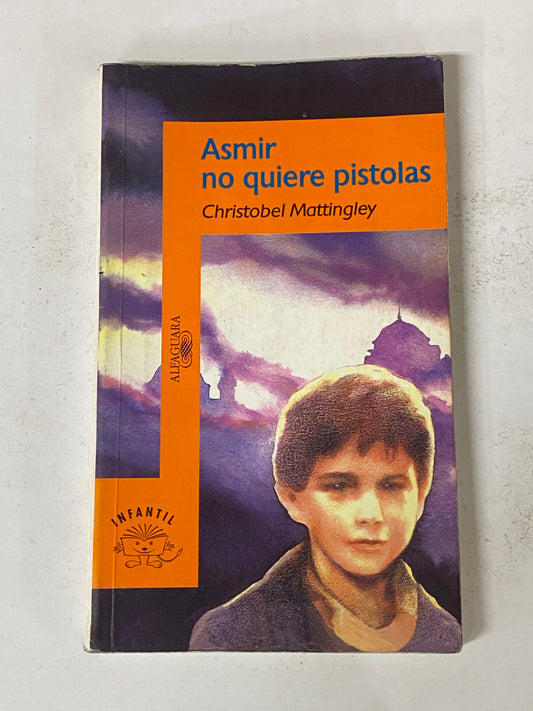 Asmir
no quiere pistolas
Christobel Mattingley
ALFAGUARA
INFANTIL